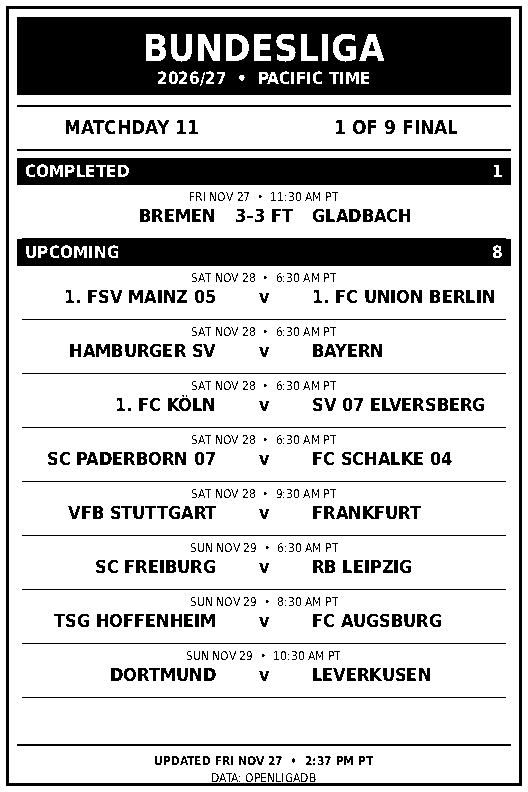 BUNDESLIGA
2026/27 • PACIFIC TIME
MATCHDAY 11 1 OF 9 FINAL
COMPLETED 1
FRI NOV 27 • 11:30 AM PT
BREMEN 3–3 FT GLADBACH
UPCOMING 8
SAT NOV 28 • 6:30 AM PT
1. FSV MAINZ 05 v 1. FC UNION BERLIN
SAT NOV 28 • 6:30 AM PT
HAMBURGER SV v BAYERN
SAT NOV 28 • 6:30 AM PT
1. FC KÖLN v SV 07 ELVERSBERG
SAT NOV 28 • 6:30 AM PT
SC PADERBORN 07 v FC SCHALKE 04
SAT NOV 28 • 9:30 AM PT
VFB STUTTGART v FRANKFURT
SUN NOV 29 • 6:30 AM PT
SC FREIBURG v RB LEIPZIG
SUN NOV 29 • 8:30 AM PT
TSG HOFFENHEIM v FC AUGSBURG
SUN NOV 29 • 10:30 AM PT
DORTMUND v LEVERKUSEN
UPDATED FRI NOV 27 • 2:37 PM PT
DATA: OPENLIGADB